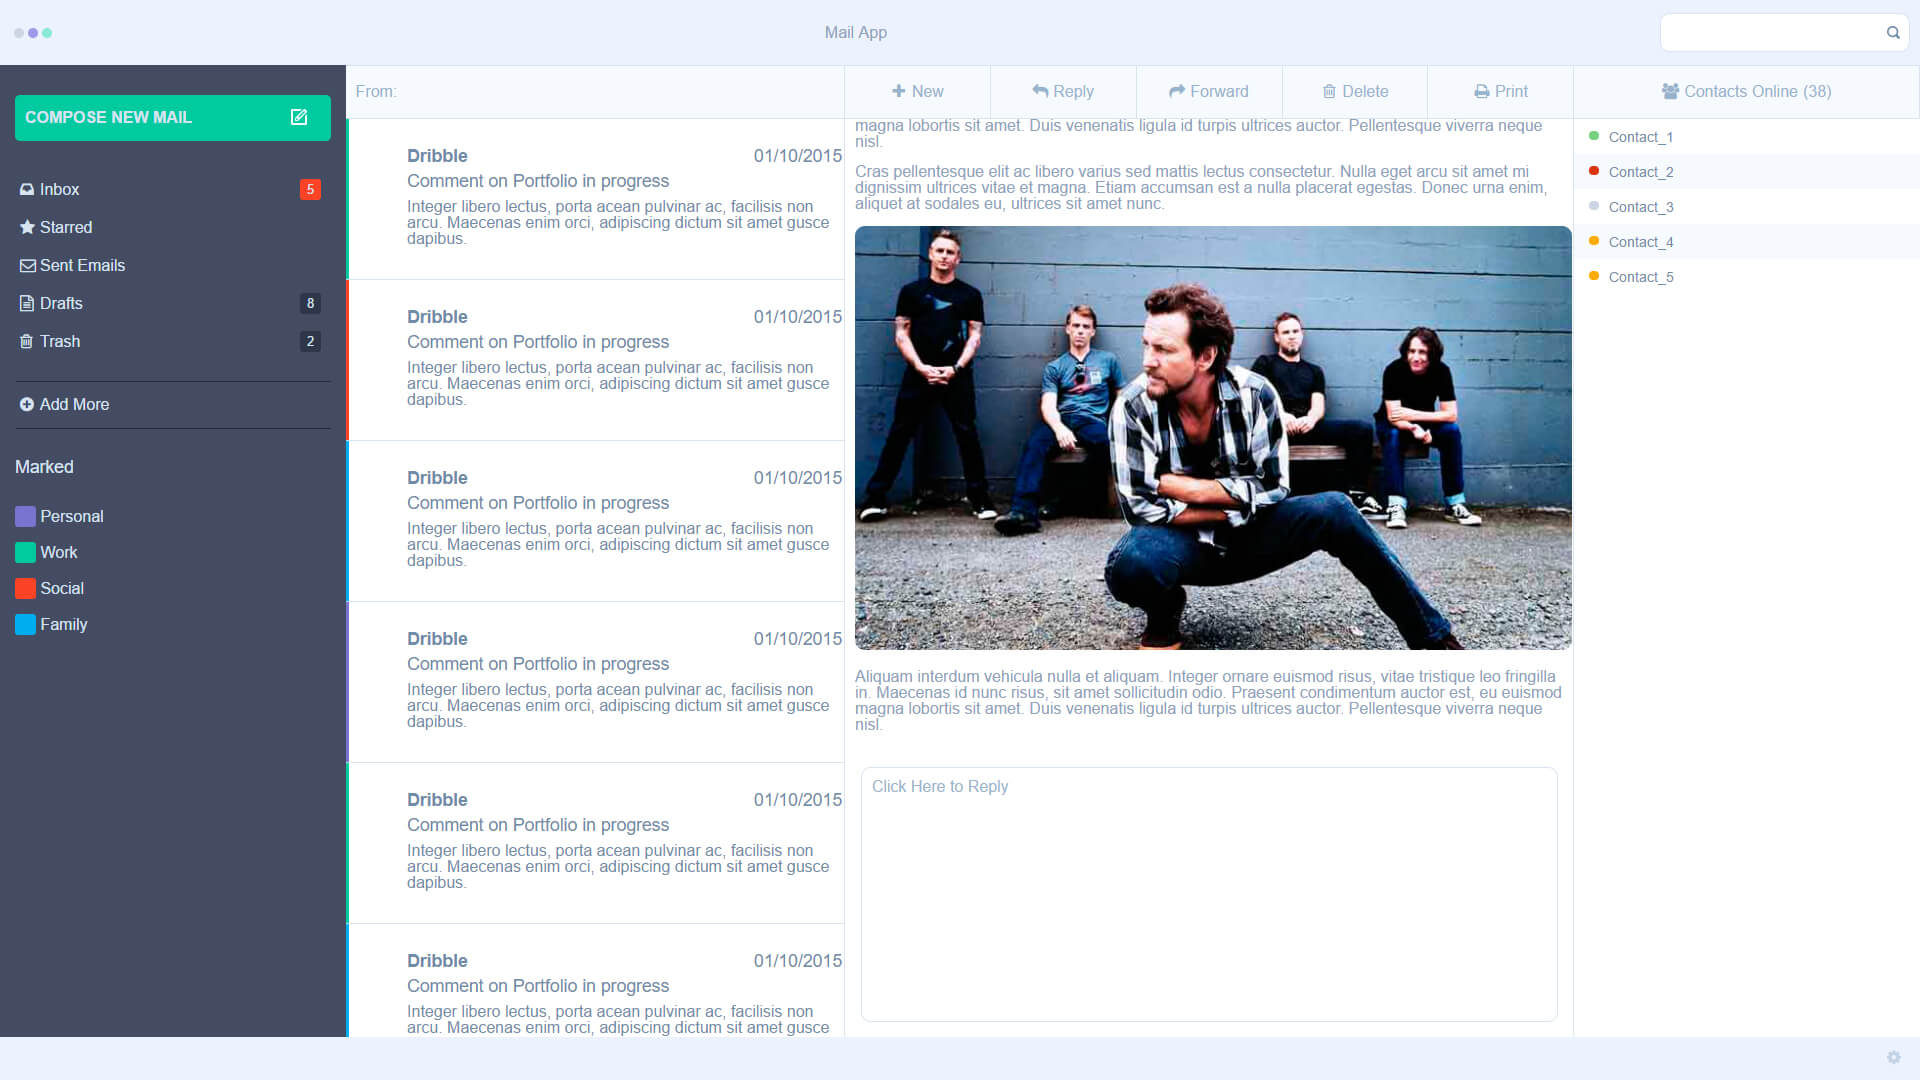 Mail App
COMPOSE NEW MAIL
Inbox 5
Starred
Sent Emails
Drafts 8
Trash 2
Add More
Marked
Personal
Work
Social
Family
From:
Dribble 01/10/2015
Comment on Portfolio in progress
Integer libero lectus, porta acean pulvinar ac, facilisis non
arcu. Maecenas enim orci, adipiscing dictum sit amet gusce
dapibus.
Dribble 01/10/2015
Comment on Portfolio in progress
Integer libero lectus, porta acean pulvinar ac, facilisis non
arcu. Maecenas enim orci, adipiscing dictum sit amet gusce
dapibus.
Dribble 01/10/2015
Comment on Portfolio in progress
Integer libero lectus, porta acean pulvinar ac, facilisis non
arcu. Maecenas enim orci, adipiscing dictum sit amet gusce
dapibus.
Dribble 01/10/2015
Comment on Portfolio in progress
Integer libero lectus, porta acean pulvinar ac, facilisis non
arcu. Maecenas enim orci, adipiscing dictum sit amet gusce
dapibus.
Dribble 01/10/2015
Comment on Portfolio in progress
Integer libero lectus, porta acean pulvinar ac, facilisis non
arcu. Maecenas enim orci, adipiscing dictum sit amet gusce
dapibus.
Dribble 01/10/2015
Comment on Portfolio in progress
Integer libero lectus, porta acean pulvinar ac, facilisis non
arcu. Maecenas enim orci, adipiscing dictum sit amet gusce
New Reply Forward Delete Print
magna lobortis sit amet. Duis venenatis ligula id turpis ultrices auctor. Pellentesque viverra neque
nisl.
Cras pellentesque elit ac libero varius sed mattis lectus consectetur. Nulla eget arcu sit amet mi
dignissim ultrices vitae et magna. Etiam accumsan est a nulla placerat egestas. Donec urna enim,
aliquet at sodales eu, ultrices sit amet nunc.
Aliquam interdum vehicula nulla et aliquam. Integer ornare euismod risus, vitae tristique leo fringilla
in. Maecenas id nunc risus, sit amet sollicitudin odio. Praesent condimentum auctor est, eu euismod
magna lobortis sit amet. Duis venenatis ligula id turpis ultrices auctor. Pellentesque viverra neque
nisl.
Click Here to Reply
Contacts Online (38)
Contact_1
Contact_2
Contact_3
Contact_4
Contact_5